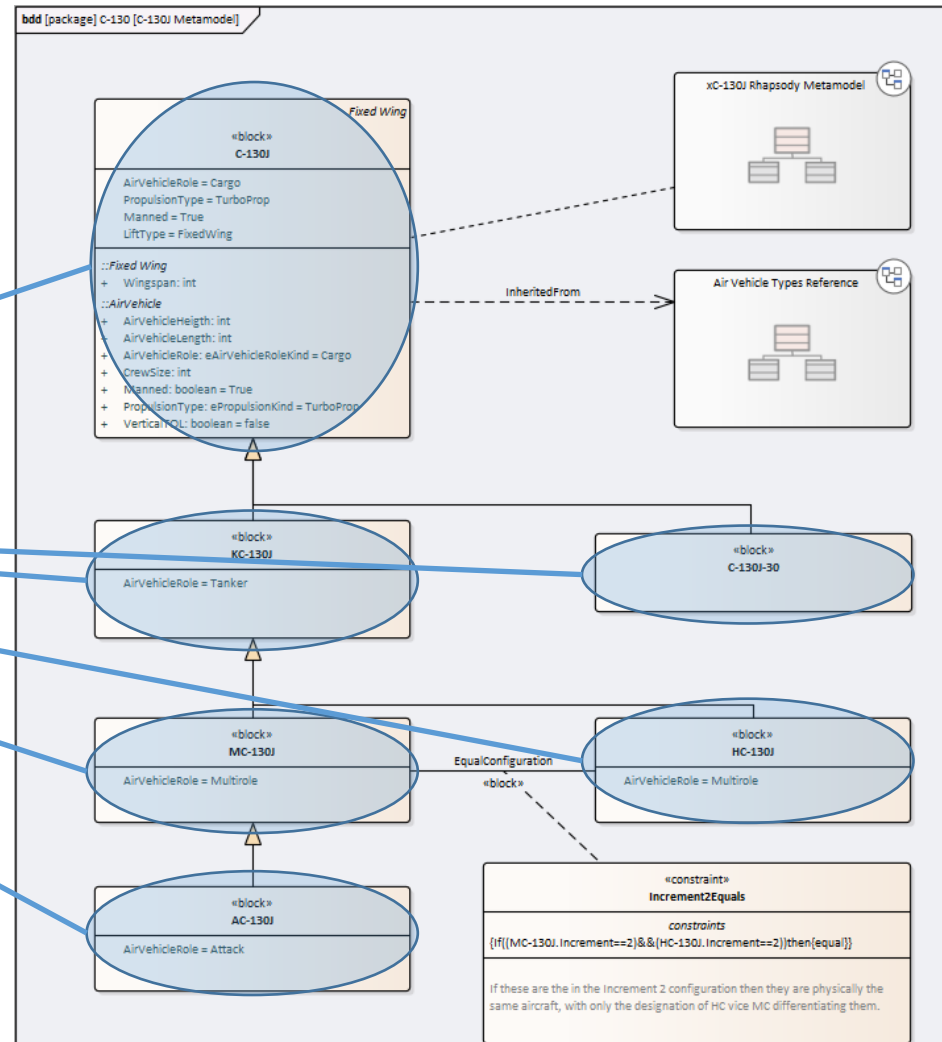 bdd [package] C-130 [C-130J Metamodel]
Fixed Wing
«block»
C-130J
AirVehicleRole = Cargo
PropulsionType = TurboProp
Manned = True
LiftType = FixedWing
::Fixed Wing
+ Wingspan: int
::AirVehicle
+ AirVehicleHeigth: int
+ AirVehicleLength: int
+ AirVehicleRole: eAirVehicleRoleKind = Cargo
+ CrewSize: int
+ Manned: boolean = True
+ PropulsionType: ePropulsionKind = TurboProp
+ VerticalTOL: boolean = false
xC-130J Rhapsody Metamodel
InheritedFrom
Air Vehicle Types Reference
«block»
KC-130J
AirVehicleRole = Tanker
«block»
C-130J-30
«block»
MC-130J
AirVehicleRole = Multirole
EqualConfiguration
«block»
«block»
HC-130J
AirVehicleRole = Multirole
«block»
AC-130J
AirVehicleRole = Attack
«constraint»
Increment2Equals
constraints
{If((MC-130J.Increment==2)&&(HC-130J.Increment==2))then{equal}}
If these are the in the Increment 2 configuration then they are physically the
same aircraft, with only the designation of HC vice MC differentiating them.